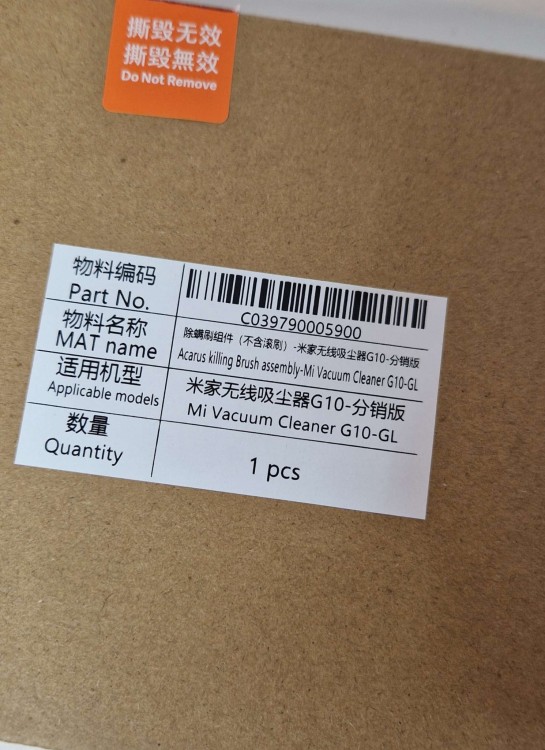 撕毁无效
撕毀無效
Do Not Remove
物料编码
Part No.
C039790005900
物料名称
MAT name
除螨刷组件（不含滚刷）-米家无线吸尘器G10-分销版
Acarus killing Brush assembly-Mi Vacuum Cleaner G10-GL
适用机型
Applicable models
米家无线吸尘器G10-分销版
Mi Vacuum Cleaner G10-GL
数量
Quantity
1 pcs